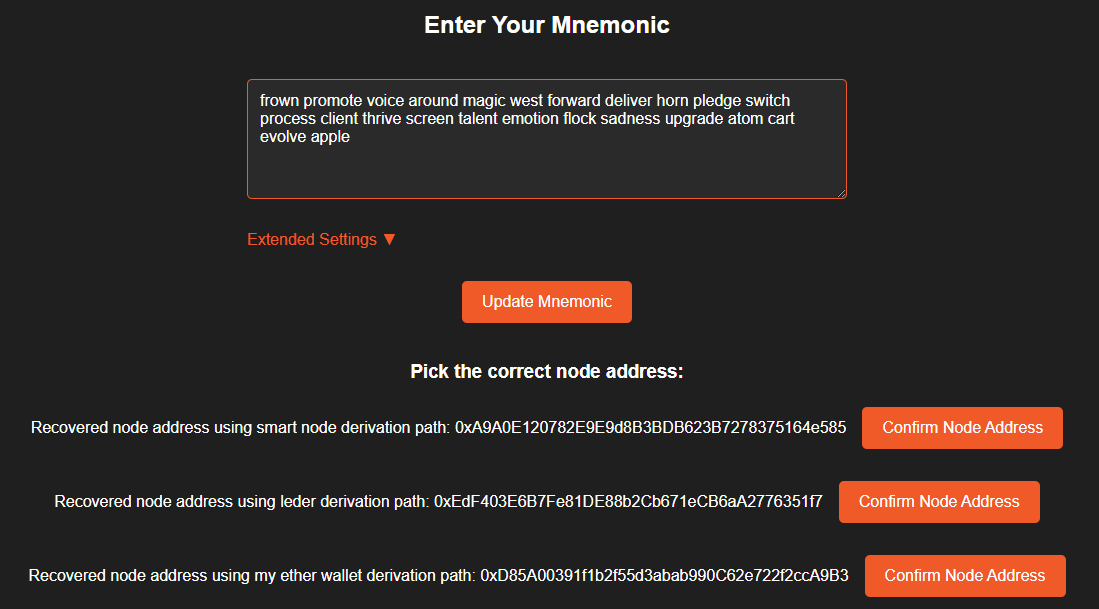 Enter Your Mnemonic
frown promote voice around magic west forward deliver horn pledge switch
process client thrive screen talent emotion flock sadness upgrade atom cart
evolve apple
Extended Settings ▼
Update Mnemonic
Pick the correct node address:
Recovered node address using smart node derivation path: 0xA9A0E120782E9E9d8B3BDB623B7278375164e585 Confirm Node Address
Recovered node address using leder derivation path: 0xEdF403E6B7Fe81DE88b2Cb671eCB6aA2776351f7 Confirm Node Address
Recovered node address using my ether wallet derivation path: 0xD85A00391f1b2f55d3abab990C62e722f2ccA9B3 Confirm Node Address